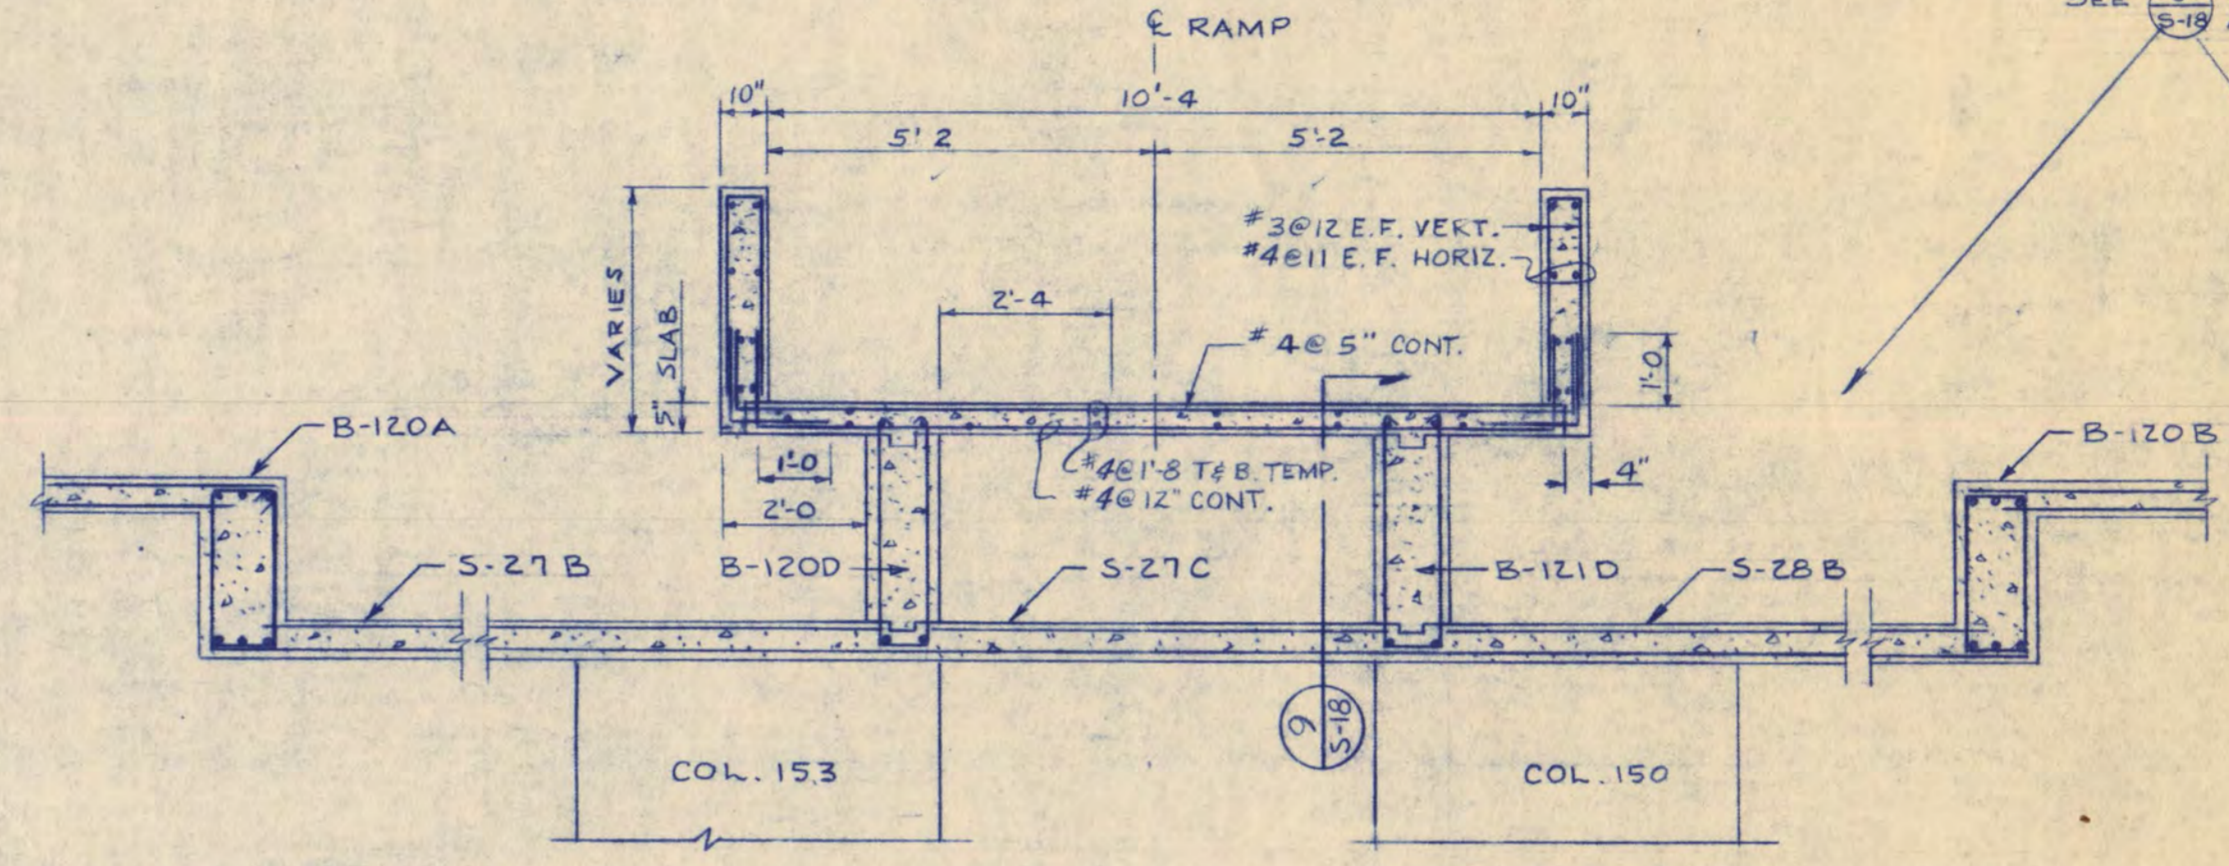 ℄ RAMP
SEE
S-18
10"
10'-4
10"
5'2
5'-2
#3@12 E.F. VERT.
#4@11 E.F. HORIZ.
VARIES
5" SLAB
2'-4
#4@5" CONT.
1'-0
B-120A
B-120B
1'-0
#4@1'-8 T&B. TEMP.
#4@12" CONT.
4"
2'-0
S-27B
B-120D
S-27C
B-121D
S-28B
9
S-18
COL. 153
COL. 150